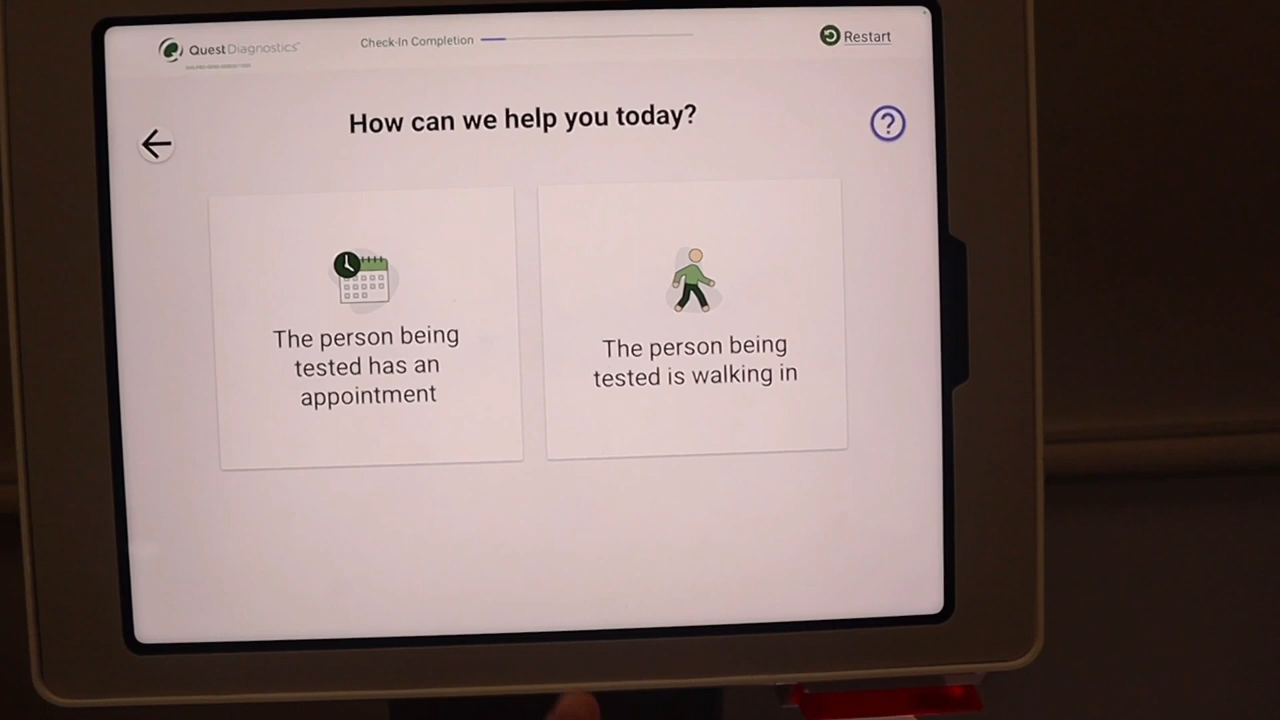 Quest Diagnostics™
Check-In Completion
Restart
How can we help you today?
?
The person being
tested has an
appointment
The person being
tested is walking in